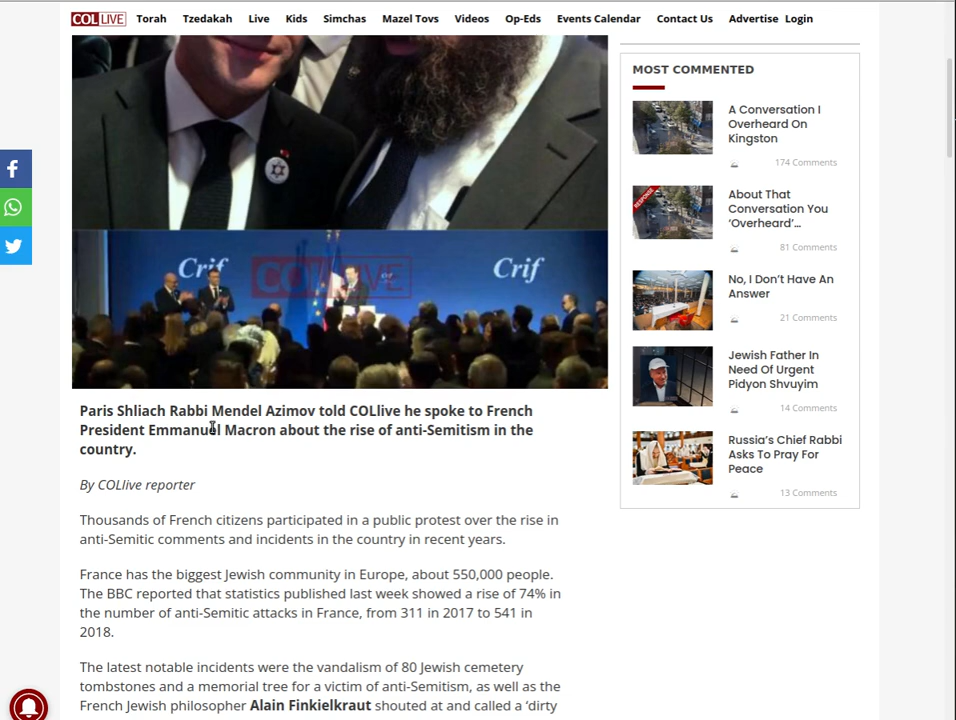 COLLIVE Torah Tzedakah Live Kids Simchas Mazel Tovs Videos Op-Eds Events Calendar Contact Us Advertise Login
Crif
Crif
COLLIVE
Paris Shliach Rabbi Mendel Azimov told COLlive he spoke to French
President Emmanuel Macron about the rise of anti-Semitism in the
country.
By COLlive reporter
Thousands of French citizens participated in a public protest over the rise in
anti-Semitic comments and incidents in the country in recent years.
France has the biggest Jewish community in Europe, about 550,000 people.
The BBC reported that statistics published last week showed a rise of 74% in
the number of anti-Semitic attacks in France, from 311 in 2017 to 541 in
2018.
The latest notable incidents were the vandalism of 80 Jewish cemetery
tombstones and a memorial tree for a victim of anti-Semitism, as well as the
French Jewish philosopher Alain Finkielkraut shouted at and called a ‘dirty
MOST COMMENTED
A Conversation I
Overheard On
Kingston
174 Comments
RESPONSE
About That
Conversation You
‘Overheard’...
81 Comments
No, I Don’t Have An
Answer
21 Comments
Jewish Father In
Need Of Urgent
Pidyon Shvuyim
14 Comments
Russia’s Chief Rabbi
Asks To Pray For
Peace
13 Comments